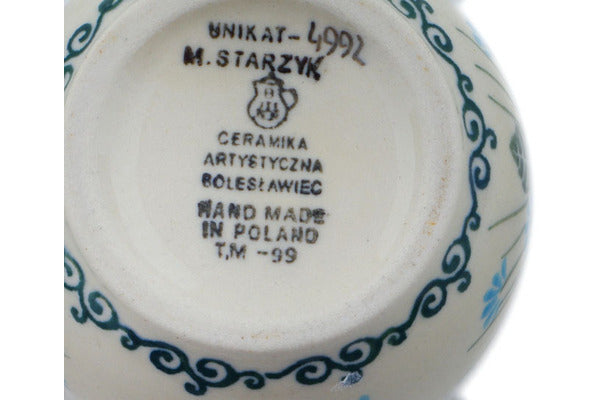 UNIKAT-4992
M. STARZYK
CERAMIKA
ARTYSTYCZNA
BOLESŁAWIEC
HAND MADE
IN POLAND
T,M -99